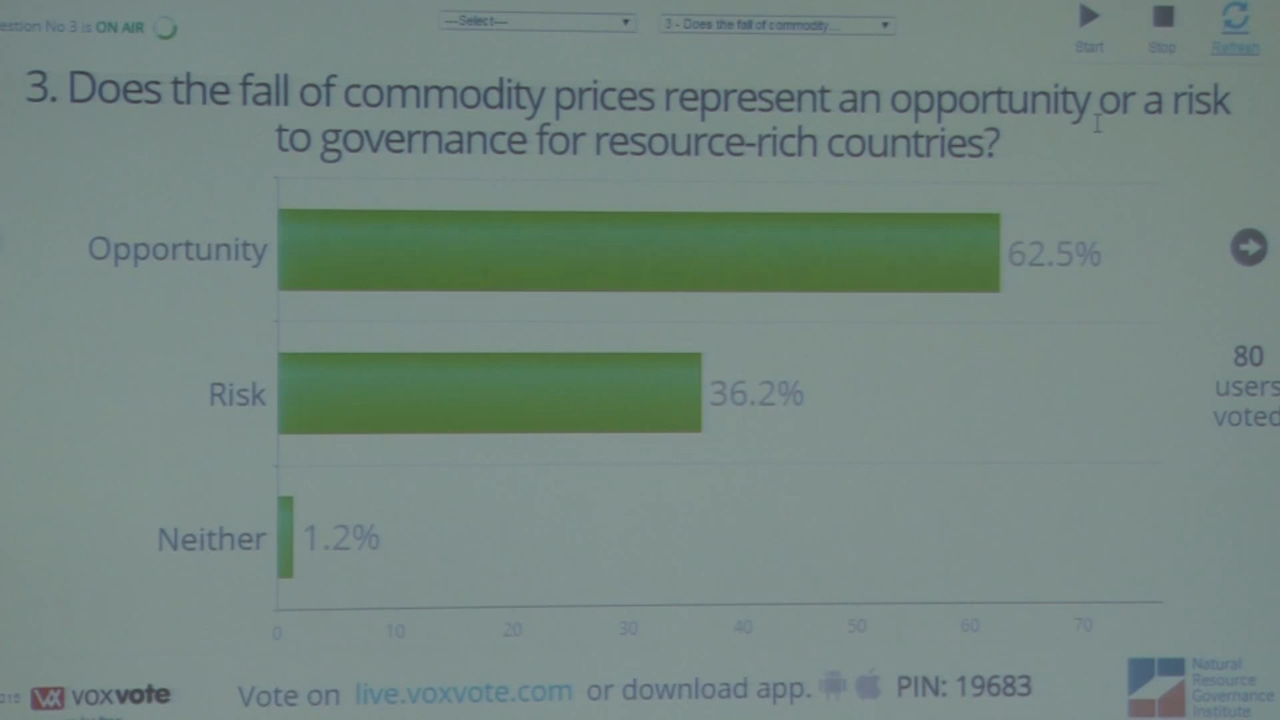 estion No 3 is ON AIR
---Select---
3 - Does the fall of commodity...
Start
Stop
Refresh
3. Does the fall of commodity prices represent an opportunity or a risk
to governance for resource-rich countries?
Opportunity
62.5%
80
users
voted
Risk
36.2%
Neither
1.2%
0 10 20 30 40 50 60 70
voxvote
Vote on live.voxvote.com or download app. PIN: 19683
Natural
Resource
Governance
Institute